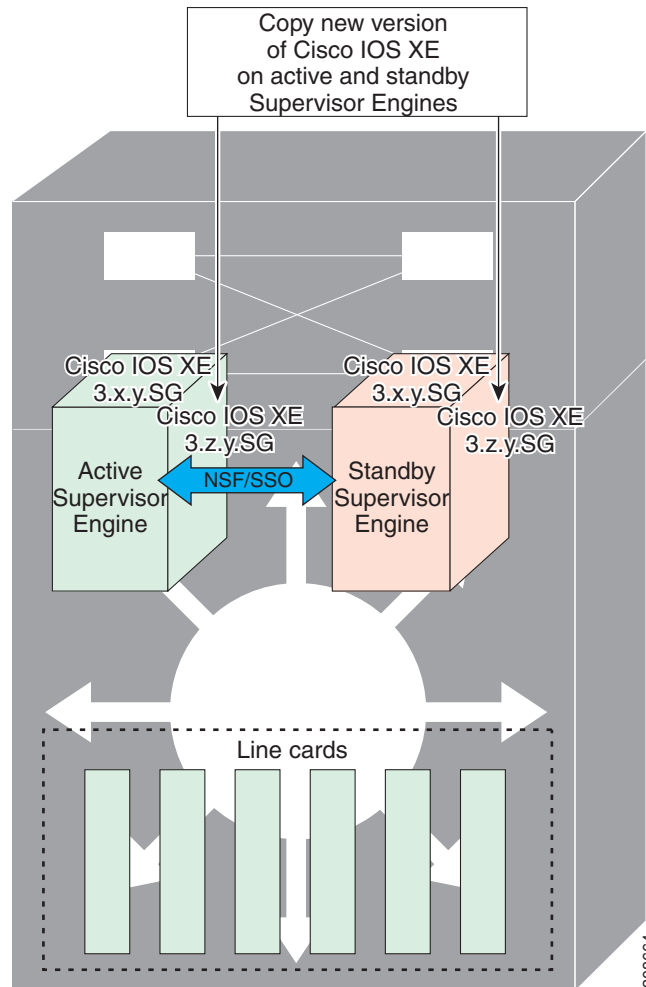 Copy new version
of Cisco IOS XE
on active and standby
Supervisor Engines
Cisco IOS XE
3.x.y.SG
Cisco IOS XE
3.z.y.SG
Cisco IOS XE
3.x.y.SG
Cisco IOS XE
3.z.y.SG
Active
Supervisor
Engine
NSF/SSO
Standby
Supervisor
Engine
Line cards